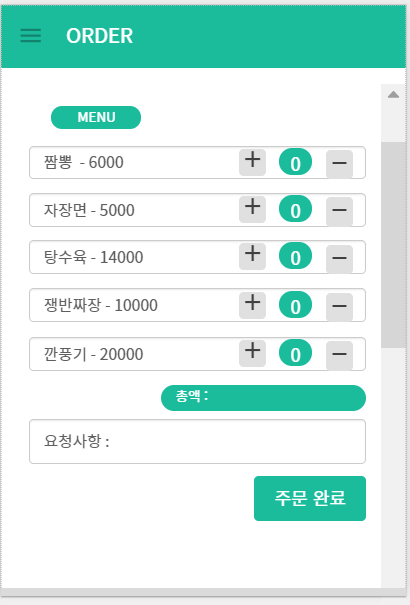 ORDER
MENU
짬뽕 - 6000 + 0 −
자장면 - 5000 + 0 −
탕수육 - 14000 + 0 −
쟁반짜장 - 10000 + 0 −
깐풍기 - 20000 + 0 −
총액 :
요청사항 :
주문 완료